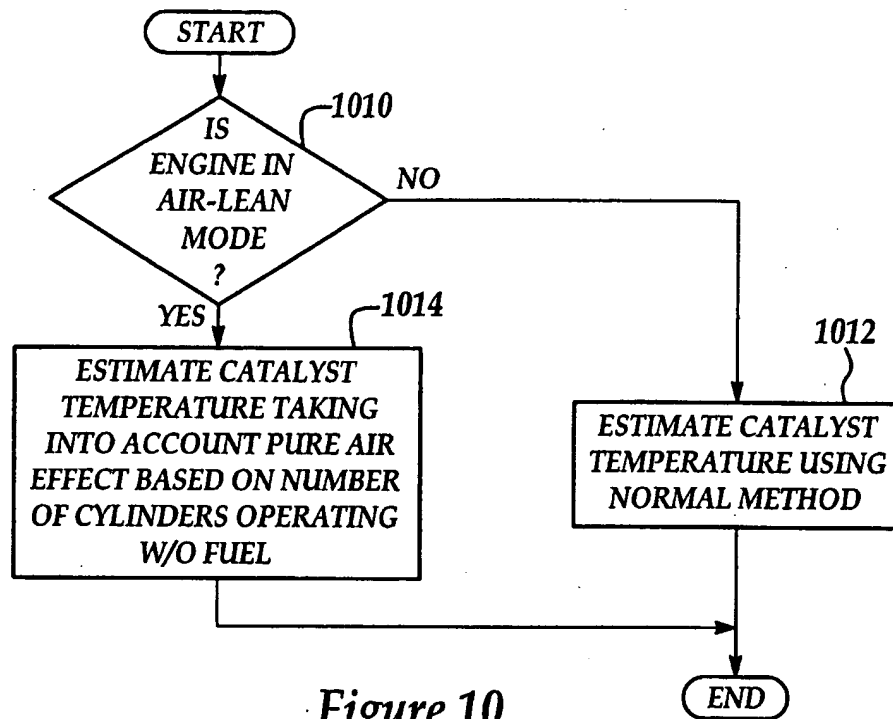 START
1010
IS
ENGINE IN
AIR-LEAN
MODE
?
NO
YES
1014
ESTIMATE CATALYST
TEMPERATURE TAKING
INTO ACCOUNT PURE AIR
EFFECT BASED ON NUMBER
OF CYLINDERS OPERATING
W/O FUEL
1012
ESTIMATE CATALYST
TEMPERATURE USING
NORMAL METHOD
END
Figure 10